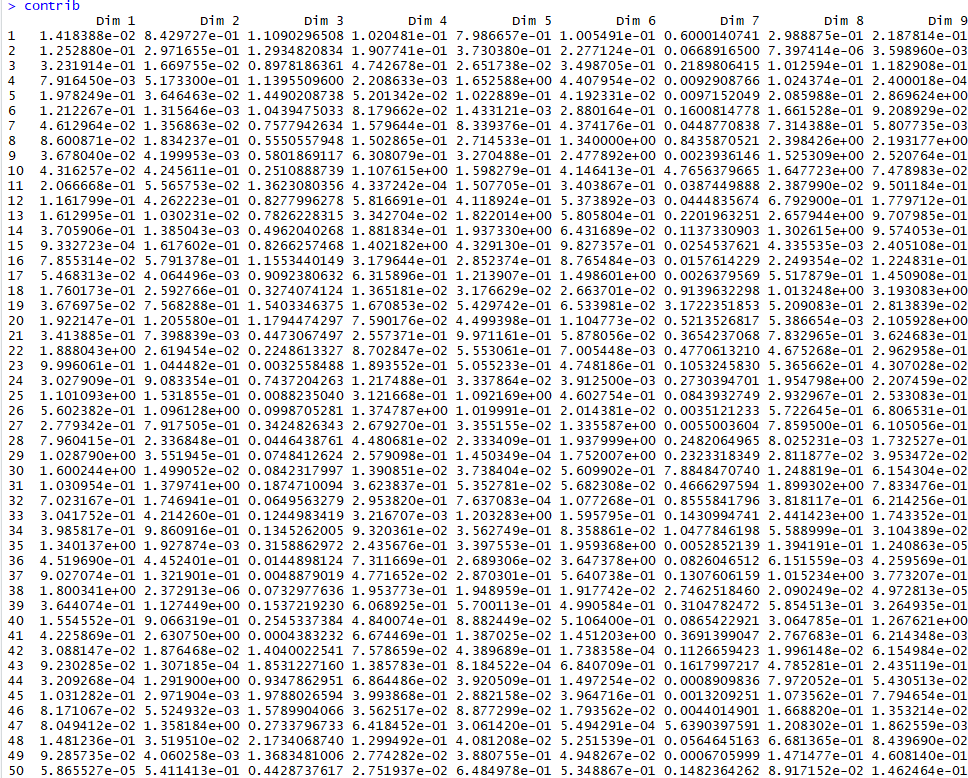 > contrib
Dim 1 Dim 2 Dim 3 Dim 4 Dim 5 Dim 6 Dim 7 Dim 8 Dim 9
1 1.418388e-02 8.429727e-01 1.1090296508 1.020481e-01 7.986657e-01 1.005491e-01 0.6000140741 2.988875e-01 2.187814e-01
2 1.252880e-01 2.971655e-01 1.2934820834 1.907741e-01 3.730380e-01 2.277124e-01 0.0668916500 7.397414e-06 3.598960e-03
3 3.231914e-01 1.669755e-02 0.8978186361 4.742678e-01 2.651738e-02 3.498705e-01 0.2189806415 1.012594e-01 1.182908e-01
4 7.916450e-03 5.173300e-01 1.1395509600 2.208633e-03 1.652588e+00 4.407954e-02 0.0092908766 1.024374e-01 2.400018e-04
5 1.978249e-01 3.646463e-02 1.4490208738 5.201342e-02 1.022889e-01 4.192331e-02 0.0097152049 2.085988e-01 2.869624e+00
6 1.212267e-01 1.315646e-03 1.0439475033 8.179662e-02 1.433121e-03 2.880164e-01 0.1600814778 1.661528e-01 9.208929e-02
7 4.612964e-02 1.356863e-02 0.7577942634 1.579644e-01 8.339376e-01 4.374176e-01 0.0448770838 7.314388e-01 5.807735e-03
8 8.600871e-02 1.834237e-01 0.5550557948 1.502865e-01 2.714533e-01 1.340000e+00 0.8435870521 2.398426e+00 2.193177e+00
9 3.678040e-02 4.199953e-03 0.5801869117 6.308079e-01 3.270488e-01 2.477892e+00 0.0023936146 1.525309e+00 2.520764e-01
10 4.316257e-02 4.245611e-01 0.2510888739 1.107615e+00 1.598279e-01 4.146413e-01 4.7656379665 1.647723e+00 7.478983e-02
11 2.066668e-01 5.565753e-02 1.3623080356 4.337242e-04 1.507705e-01 3.403867e-01 0.0387449888 2.387990e-02 9.501184e-01
12 1.161799e-01 4.262223e-01 0.8277996278 5.816691e-01 4.118924e-01 5.373892e-03 0.0444835674 6.792900e-01 1.779712e-01
13 1.612995e-01 1.030231e-02 0.7826228315 3.342704e-02 1.822014e+00 5.805804e-01 0.2201963251 2.657944e+00 9.707985e-01
14 3.705906e-01 1.385043e-03 0.4962040268 1.881834e-01 1.937330e+00 6.431689e-02 0.1137330903 1.302615e+00 9.574053e-01
15 9.332723e-04 1.617602e-02 0.8266257468 1.402182e+00 4.329130e-01 9.827357e-01 0.0254537621 4.335535e-03 2.405108e-01
16 7.855314e-02 5.791378e-01 1.1553440149 3.179644e-01 2.852374e-01 8.765484e-03 0.0157614229 2.249354e-02 1.224831e-01
17 5.468313e-02 4.064496e-03 0.9092380632 6.315896e-01 1.213907e-01 1.498601e+00 0.0026379569 5.517879e-01 1.450908e-01
18 1.760173e-01 2.592766e-01 0.3274074124 1.365181e-02 3.176629e-02 2.663701e-02 0.9139632998 1.013248e+00 3.193083e+00
19 3.676975e-02 7.568288e-01 1.5403346375 1.670853e-02 5.429742e-01 6.533981e-02 3.1722351853 5.209083e-01 2.813839e-02
20 1.922147e-01 1.205580e-01 1.1794474297 7.590176e-02 4.499398e-01 1.104773e-02 0.5213526817 5.386654e-03 2.105928e+00
21 3.413885e-01 7.398839e-03 0.4473067497 2.557371e-01 9.971161e-01 5.878056e-02 0.3654237068 7.832965e-01 3.624683e-01
22 1.888043e+00 2.619454e-02 0.2248613327 8.702847e-02 5.553061e-01 7.005448e-03 0.4770613210 4.675268e-01 2.962958e-01
23 9.996061e-01 1.044482e-01 0.0032558488 1.893552e-01 5.055233e-01 4.748186e-01 0.1053245830 5.365662e-01 4.307028e-02
24 3.027909e-01 9.083354e-01 0.7437204263 1.217488e-01 3.337864e-02 3.912500e-03 0.2730394701 1.954798e+00 2.207459e-02
25 1.101093e+00 1.531855e-01 0.0088235040 3.121668e-01 1.092169e+00 4.602754e-01 0.0843932749 2.932967e-01 2.533083e-01
26 5.602382e-01 1.096128e+00 0.0998705281 1.374787e+00 1.019991e-01 2.014381e-02 0.0035121233 5.722645e-01 6.806531e-01
27 2.779342e-01 7.917505e-01 0.3424826343 2.679270e-01 3.355155e-02 1.335587e+00 0.0055003604 7.859500e-01 6.105056e-01
28 7.960415e-01 2.336848e-01 0.0446438761 4.480681e-02 2.333409e-01 1.937999e+00 0.2482064965 8.025231e-03 1.732527e-01
29 1.028790e+00 3.551945e-01 0.0748412624 2.579098e-01 1.450349e-04 1.752007e+00 0.2323318349 2.811877e-02 3.953472e-02
30 1.600244e+00 1.499052e-02 0.0842317997 1.390851e-02 3.738404e-02 5.609902e-01 7.8848470740 1.248819e-01 6.154304e-02
31 1.030954e-01 1.379741e+00 0.1874710094 3.623837e-01 5.352781e-02 5.682308e-02 0.4666297594 1.899302e+00 7.833476e-01
32 7.023167e-01 1.746941e-01 0.0649563279 2.953820e-01 7.637083e-04 1.077268e-01 0.8555841796 3.818117e-01 6.214256e-01
33 3.041752e-01 4.214260e-01 0.1244983419 3.216707e-03 1.203283e+00 1.595795e-01 0.1430994741 2.441423e+00 1.743352e-01
34 3.985817e-01 9.860916e-01 0.1345262005 9.320361e-02 3.562749e-01 8.358861e-02 1.0477846198 5.588999e-01 3.104389e-02
35 1.340137e+00 1.927874e-03 0.3158862972 2.435676e-01 3.397553e-01 1.959368e+00 0.0052852139 1.394191e-01 1.240863e-05
36 4.519690e-01 4.452401e-01 0.0144898124 7.311669e-01 2.689306e-02 3.647378e+00 0.0826046512 6.151559e-03 4.259569e-01
37 9.027074e-01 1.321901e-01 0.0048879019 4.771652e-02 2.870301e-01 5.640738e-01 0.1307606159 1.015234e+00 3.773207e-01
38 1.800341e+00 2.372913e-06 0.0732977636 1.953773e-01 1.948959e-01 1.917742e-02 2.7462518460 2.090249e-02 4.972813e-05
39 3.644074e-01 1.127449e+00 0.1537219230 6.068925e-01 5.700113e-01 4.990584e-01 0.3104782472 5.854513e-01 3.264935e-01
40 1.554552e-01 9.066319e-01 0.2545337384 4.840074e-01 8.882449e-02 5.106400e-01 0.0865422921 3.064785e-01 1.267621e+00
41 4.225869e-01 2.630750e+00 0.0004383232 6.674469e-01 1.387025e-02 1.451203e+00 0.3691399047 2.767683e-01 6.214348e-03
42 3.088147e-02 1.876468e-02 1.4040022541 7.578659e-02 4.389689e-01 1.738358e-04 0.1126659423 1.996148e-02 6.154984e-02
43 9.230285e-02 1.307185e-04 1.8531227160 1.385783e-01 8.184522e-04 6.840709e-01 0.1617997217 4.785281e-01 2.435119e-01
44 3.209268e-04 1.291900e+00 0.9347862951 6.864486e-02 3.920509e-01 1.497254e-02 0.0008909836 7.972052e-01 5.430513e-02
45 1.031282e-01 2.971904e-03 1.9788026594 3.993868e-01 2.882158e-02 3.964716e-01 0.0013209251 1.073562e-01 7.794654e-01
46 8.171067e-02 5.524932e-03 1.5789904066 3.562517e-02 8.877299e-02 1.793562e-02 0.0044014901 1.668820e-01 1.353214e-02
47 8.049412e-02 1.358184e+00 0.2733796733 6.418452e-01 3.061420e-01 5.494291e-04 5.6390397591 1.208302e-01 1.862559e-03
48 1.481236e-01 3.519510e-02 2.1734068740 1.299492e-01 4.081208e-02 5.251539e-01 0.0564645163 6.681365e-01 8.439690e-02
49 9.285735e-02 4.060258e-03 1.3683481006 2.774282e-02 3.880755e-01 4.948267e-02 0.0006705999 1.471477e-01 4.608140e-01
50 5.865527e-05 5.411413e-01 0.4428737617 2.751937e-02 6.484978e-01 5.348867e-01 0.1482364262 8.917152e-02 1.462464e-01